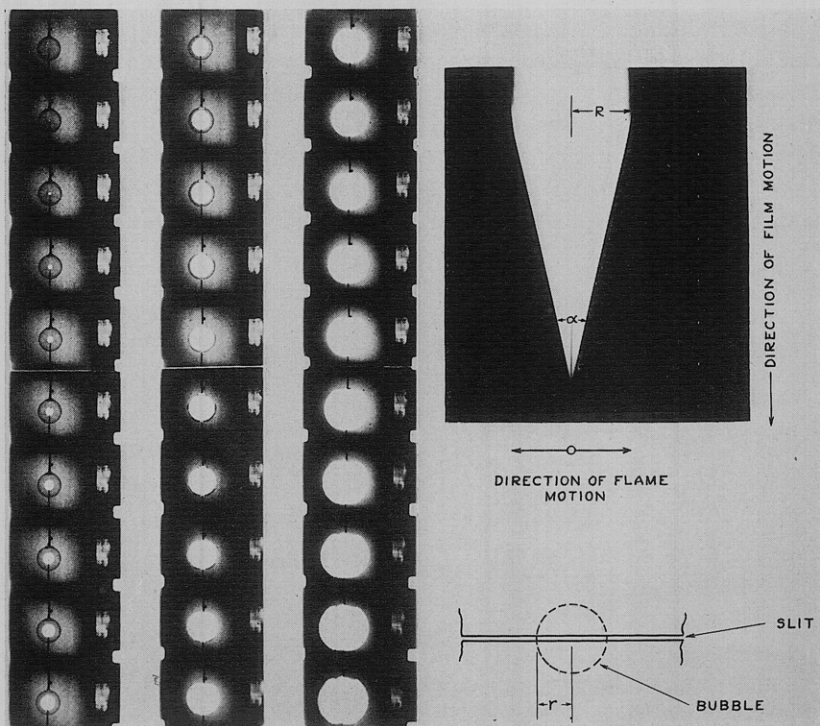 R
α
DIRECTION OF FILM MOTION
DIRECTION OF FLAME
MOTION
SLIT
BUBBLE
r